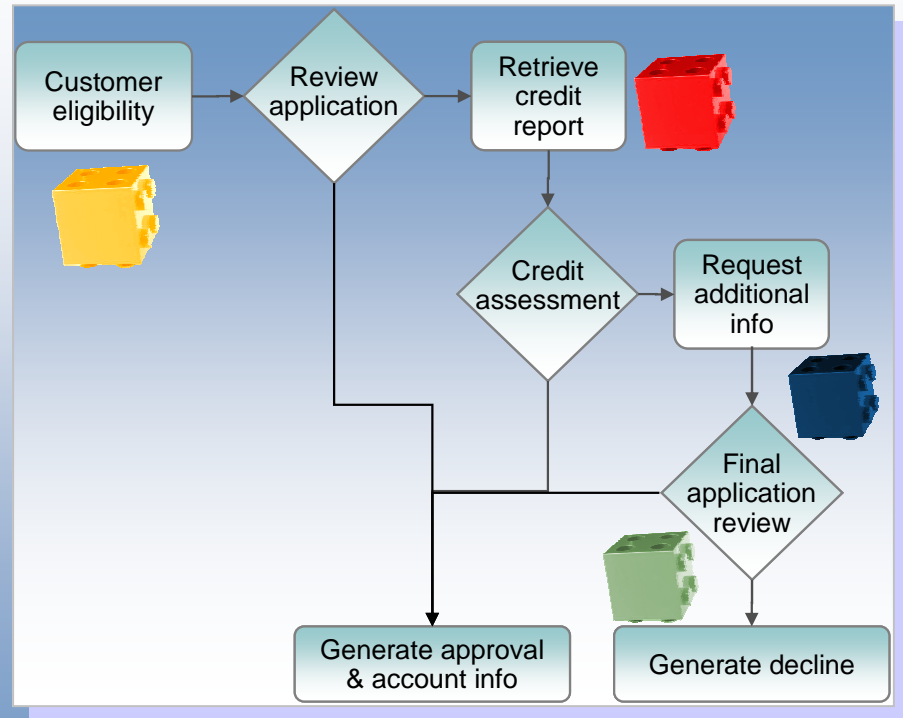 Customer
eligibility
Review
application
Retrieve
credit
report
Credit
assessment
Request
additional
info
Final
application
review
Generate approval
& account info
Generate decline